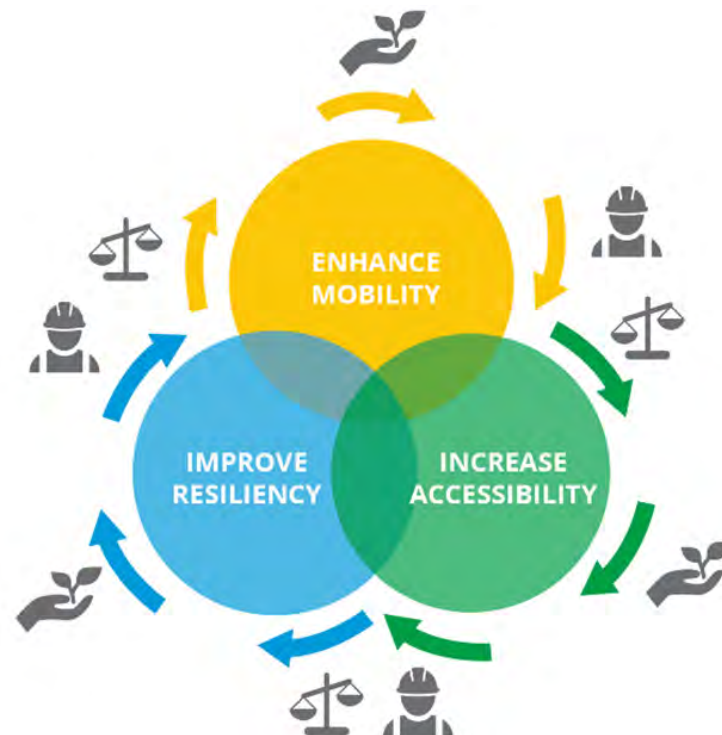 ENHANCE
MOBILITY
IMPROVE
RESILIENCY
INCREASE
ACCESSIBILITY